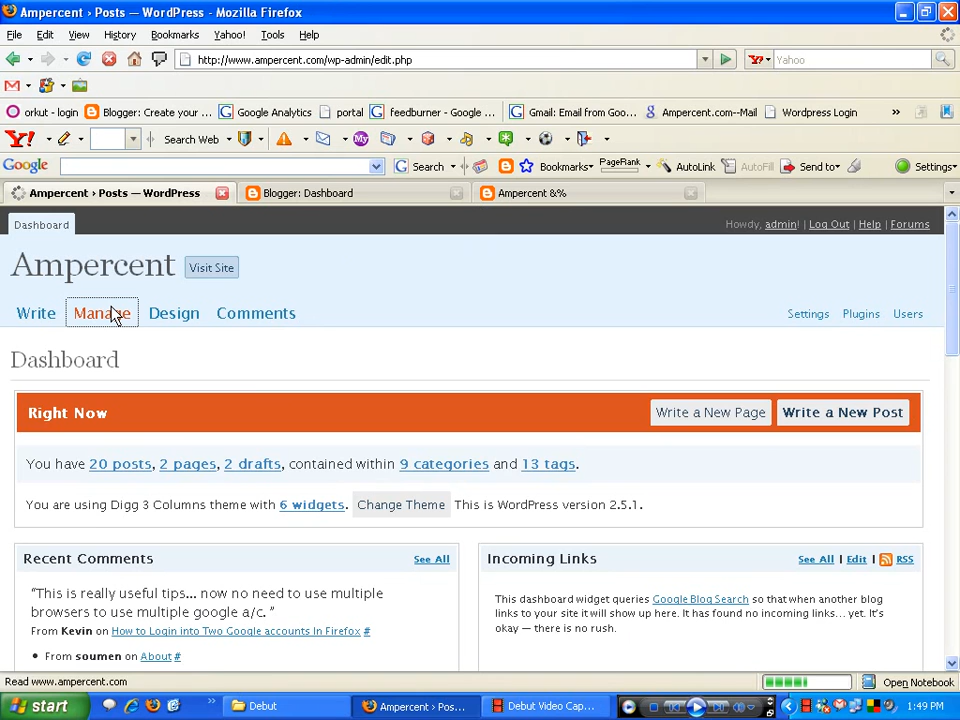 Ampercent › Posts — WordPress - Mozilla Firefox
File Edit View History Bookmarks Yahoo! Tools Help
http://www.ampercent.com/wp-admin/edit.php Yahoo
orkut - login Blogger: Create your ... Google Analytics portal feedburner - Google ... Gmail: Email from Goo... Ampercent.com--Mail Wordpress Login »
Y! Search Web My
Google Search Bookmarks PageRank AutoLink AutoFill Send to Settings
Ampercent › Posts — WordPress Blogger: Dashboard Ampercent &%
Dashboard Howdy, admin! | Log Out | Help | Forums
Ampercent Visit Site
Write Manage Design Comments Settings Plugins Users
Dashboard
Right Now Write a New Page Write a New Post
You have 20 posts, 2 pages, 2 drafts, contained within 9 categories and 13 tags.
You are using Digg 3 Columns theme with 6 widgets. Change Theme This is WordPress version 2.5.1.
Recent Comments See All
“This is really useful tips... now no need to use multiple
browsers to use multiple google a/c. ”
From Kevin on How to Login into Two Google accounts In Firefox #
From soumen on About #
Incoming Links See All | Edit | RSS
This dashboard widget queries Google Blog Search so that when another blog
links to your site it will show up here. It has found no incoming links... yet. It's
okay — there is no rush.
Read www.ampercent.com Open Notebook
start » Debut Ampercent › Pos... Debut Video Cap... 1:49 PM